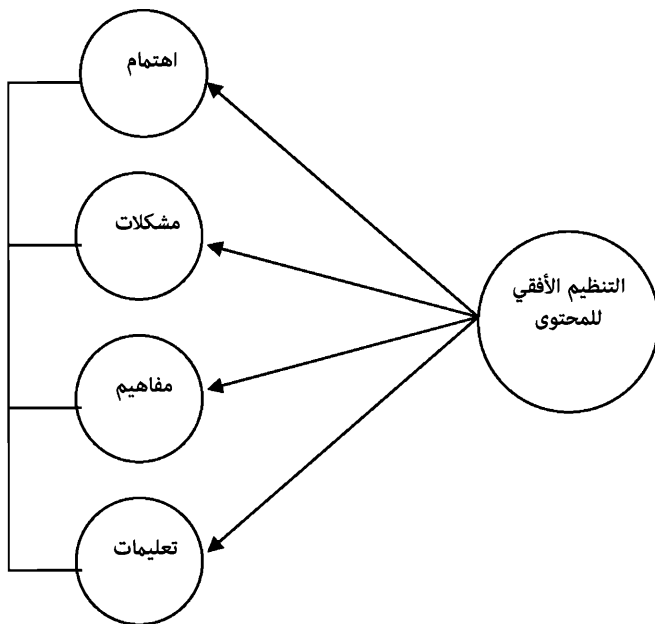 التنظيم الأفقي
للمحتوى
اهتمام
مشكلات
مفاهيم
تعليمات